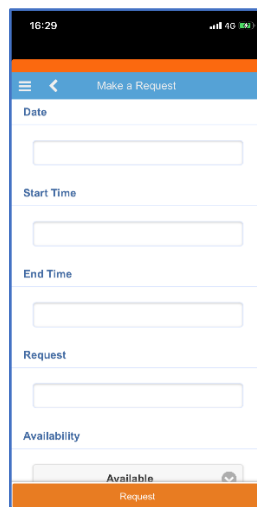 16:29 4G
Make a Request
Date
Start Time
End Time
Request
Availability
Available
Request